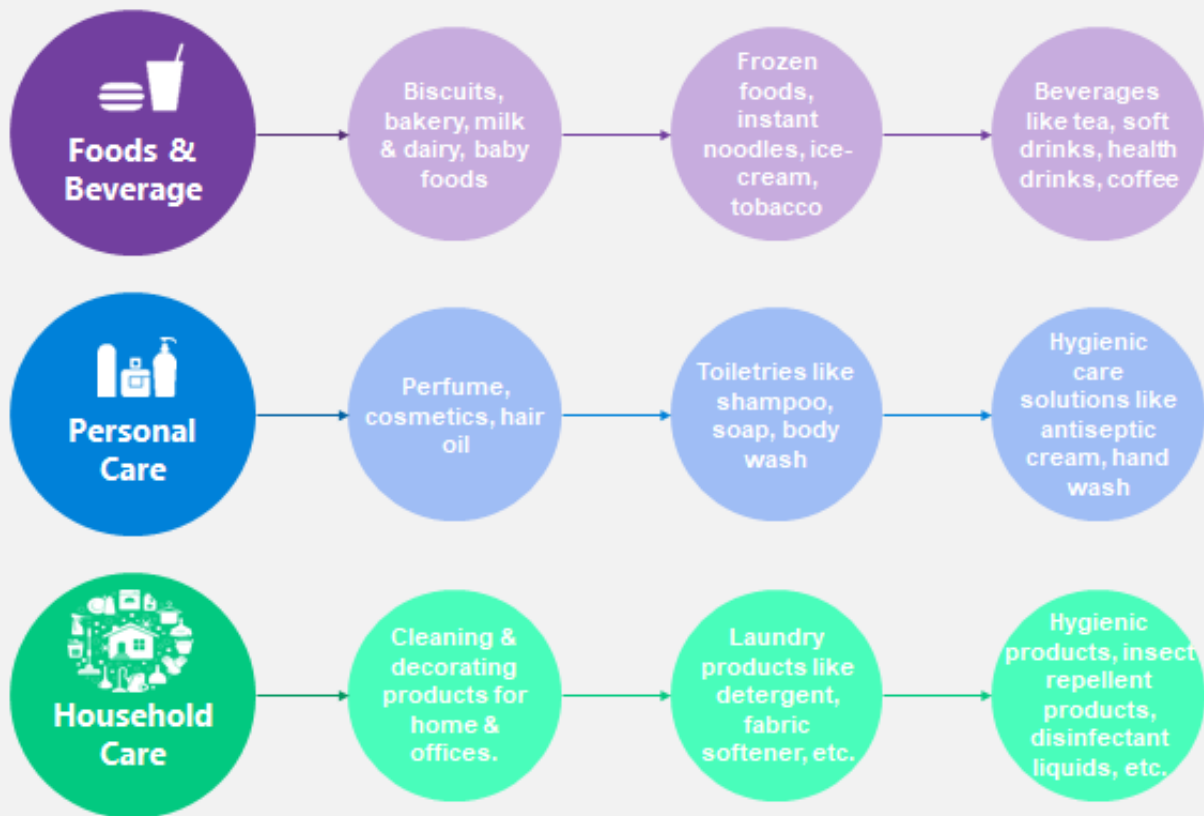 Foods &
Beverage
Biscuits,
bakery, milk
& dairy, baby
foods
Frozen
foods,
instant
noodles, ice-
cream,
tobacco
Beverages
like tea, soft
drinks, health
drinks, coffee
Personal
Care
Perfume,
cosmetics, hair
oil
Toiletries like
shampoo,
soap, body
wash
Hygienic
care
solutions like
antiseptic
cream, hand
wash
Household
Care
Cleaning &
decorating
products for
home &
offices.
Laundry
products like
detergent,
fabric
softener, etc.
Hygienic
products, insect
repellent
products,
disinfectant
liquids, etc.